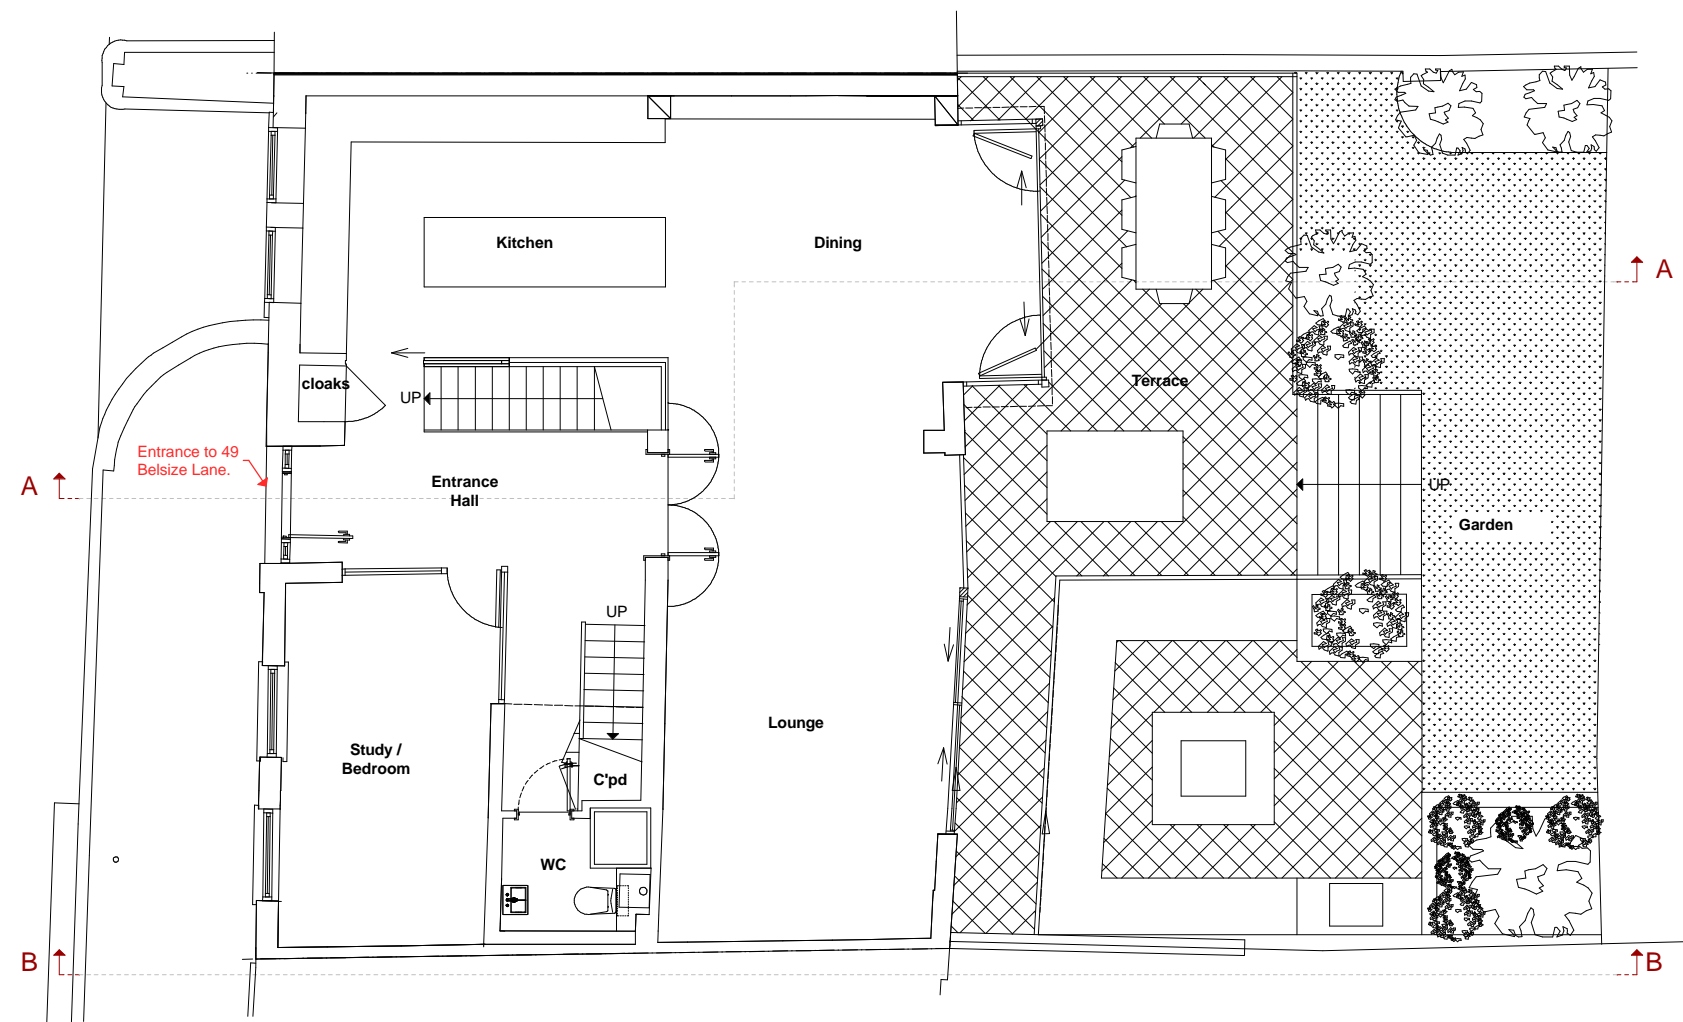 Kitchen
Dining
A
cloaks
UP
Terrace
Entrance to 49
Belsize Lane.
A
Entrance
Hall
UP
Garden
UP
Lounge
Study /
Bedroom
C'pd
WC
B
B